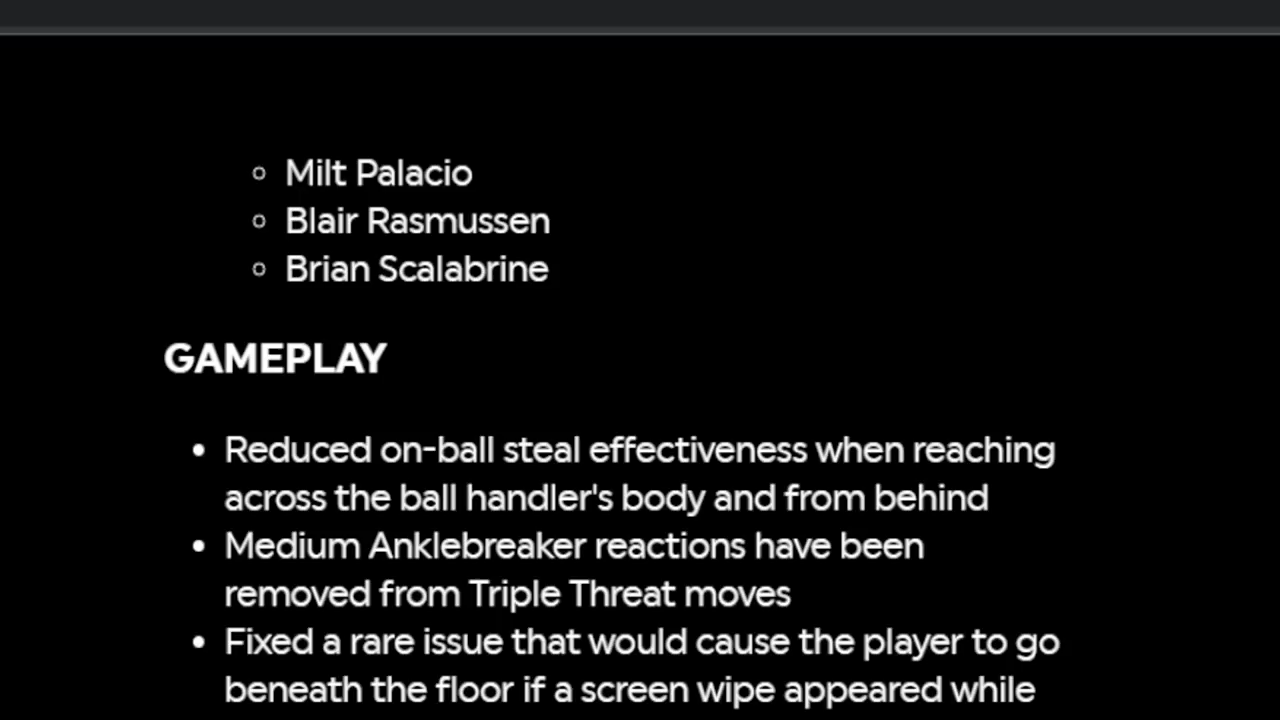 Milt Palacio
Blair Rasmussen
Brian Scalabrine
GAMEPLAY
Reduced on-ball steal effectiveness when reaching
across the ball handler's body and from behind
Medium Anklebreaker reactions have been
removed from Triple Threat moves
Fixed a rare issue that would cause the player to go
beneath the floor if a screen wipe appeared while